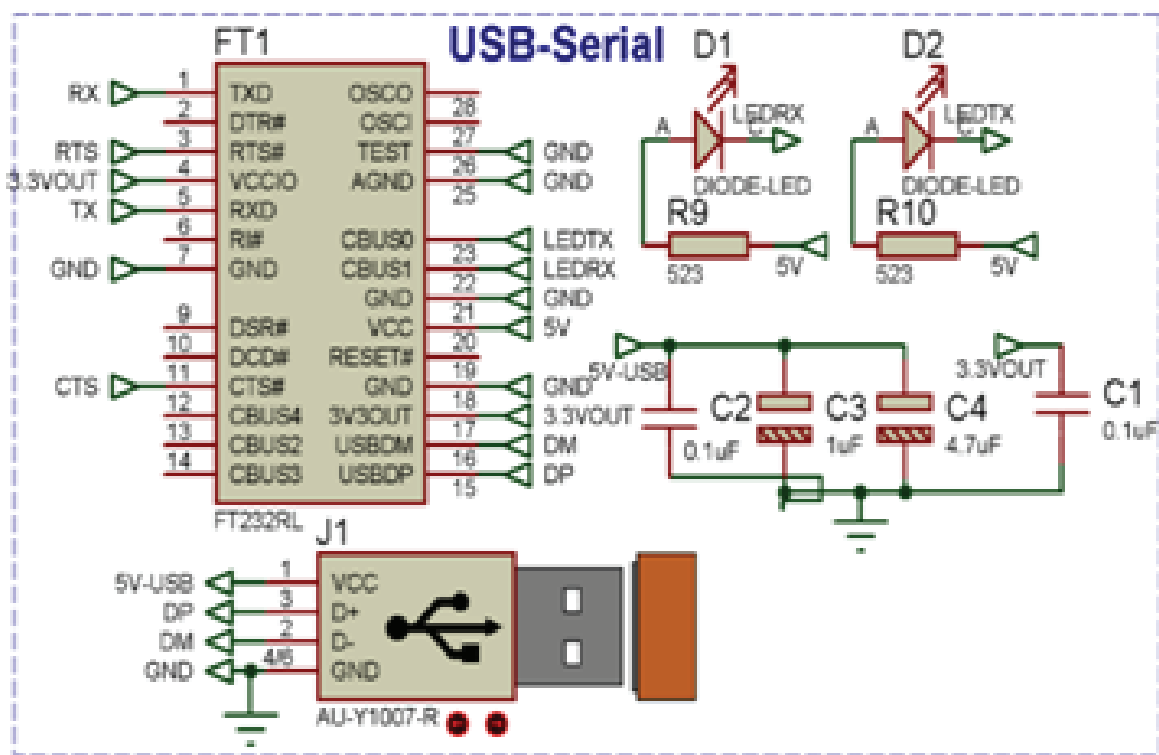 USB-Serial
FT1
RX 1 TXD
2 DTR#
RTS 3 RTS#
3.3VOUT 4 VCCIO
TX 5 RXD
6 RI#
GND 7 GND
9 DSR#
10 DCD#
CTS 11 CTS#
12 CBUS4
13 CBUS2
14 CBUS3
OSCO 28
OSCI 27
TEST 26 GND
AGND 25 GND
CBUS0 23 LEDTX
CBUS1 22 LEDRX
GND 21 GND
VCC 20 5V
RESET# 19
GND 18 GND
3V3OUT 17 3.3VOUT
USBDM 16 DM
USBDP 15 DP
FT232RL
D1
LEDRX
A C
DIODE-LED
R9
523 5V
D2
LEDTX
A C
DIODE-LED
R10
523 5V
5V-USB
C2
0.1uF
C3
1uF
C4
4.7uF
3.3VOUT
C1
0.1uF
J1
5V-USB 1 VCC
DP 3 D+
DM 2 D-
GND 4/6 GND
AU-Y1007-R